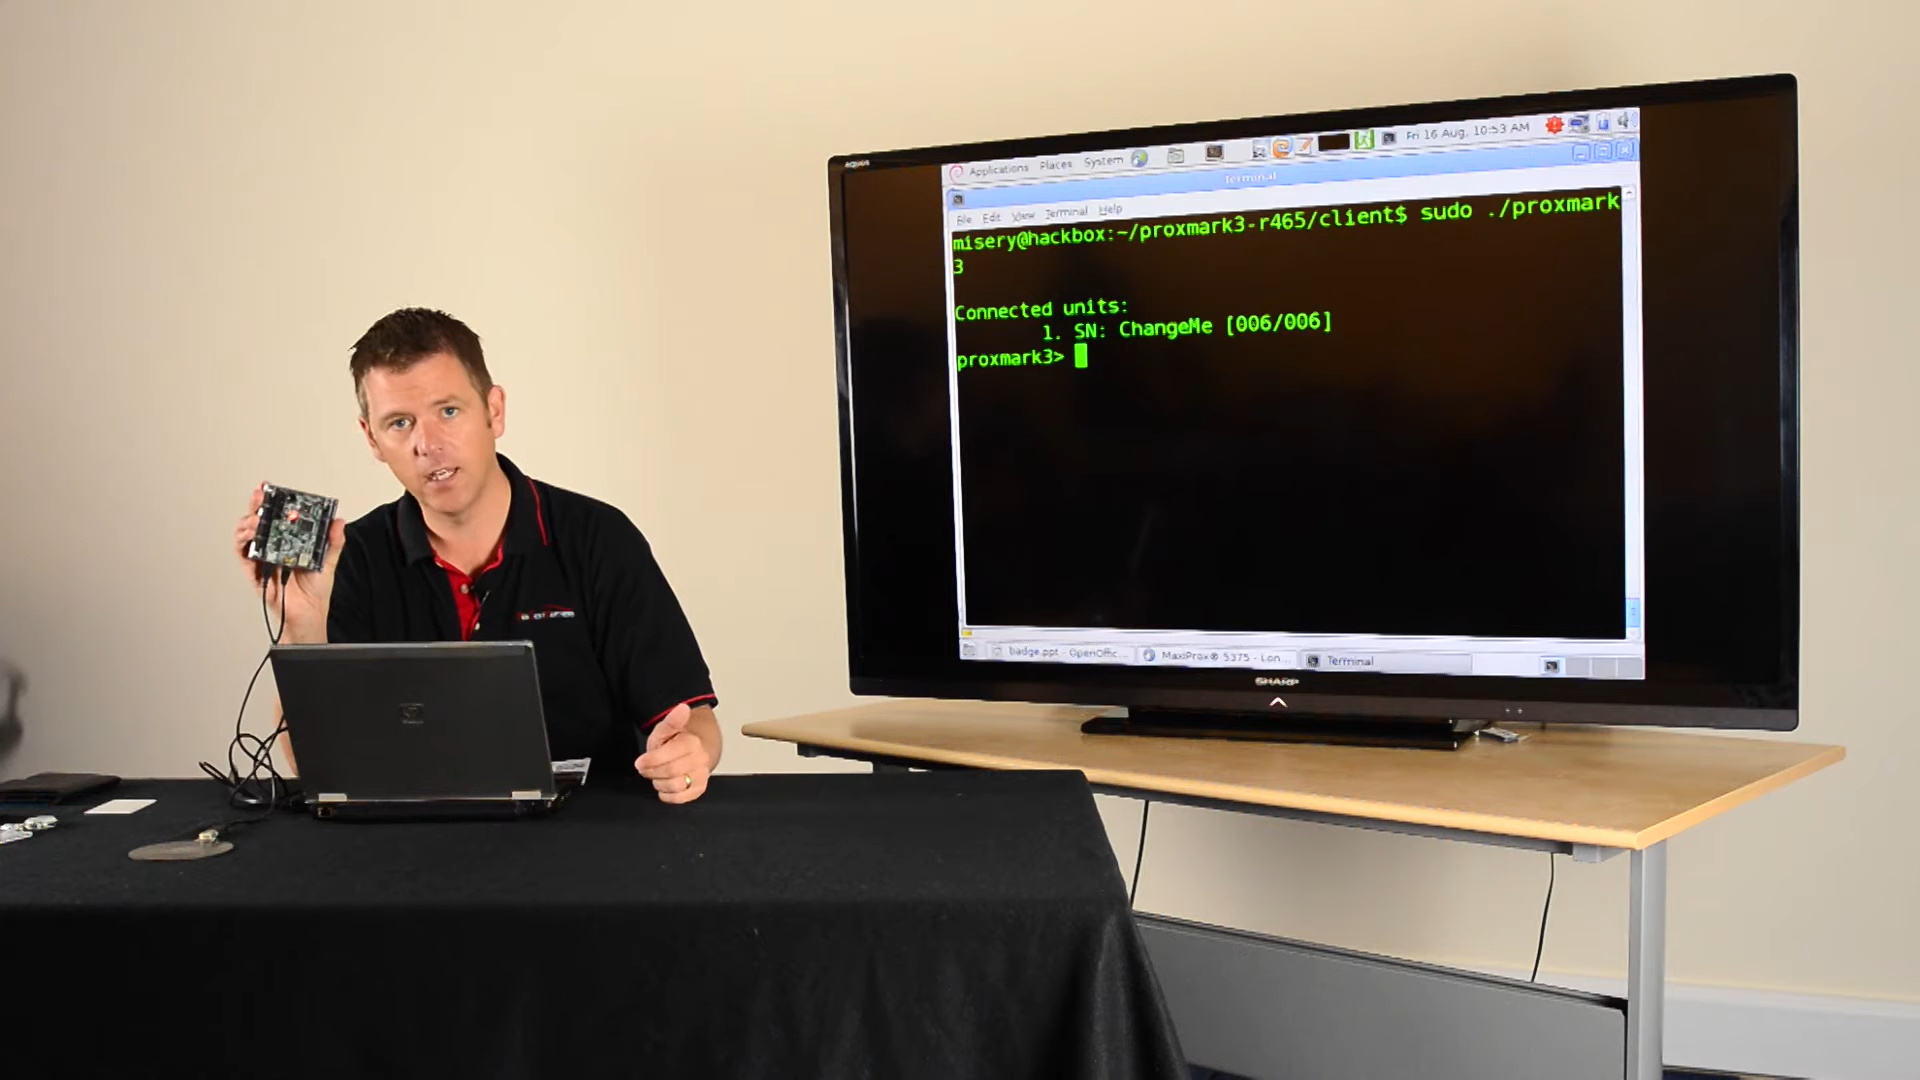 AQUOS
Applications Places System
Fri 16 Aug, 10:53 AM
Terminal
File Edit View Terminal Help
misery@hackbox:~/proxmark3-r465/client$ sudo ./proxmark
3
Connected units:
1. SN: ChangeMe [006/006]
proxmark3>
badge.ppt - OpenOffic...
MaxiProx® 5375 - Lon...
Terminal
SHARP
hp